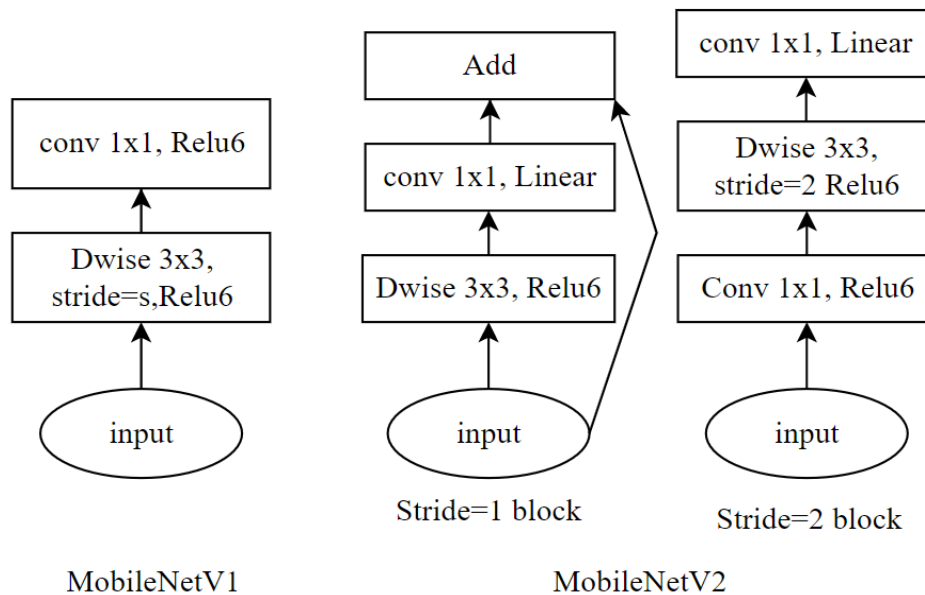 conv 1x1, Relu6
Dwise 3x3,
stride=s,Relu6
input
MobileNetV1
Add
conv 1x1, Linear
Dwise 3x3, Relu6
input
Stride=1 block
conv 1x1, Linear
Dwise 3x3,
stride=2 Relu6
Conv 1x1, Relu6
input
Stride=2 block
MobileNetV2